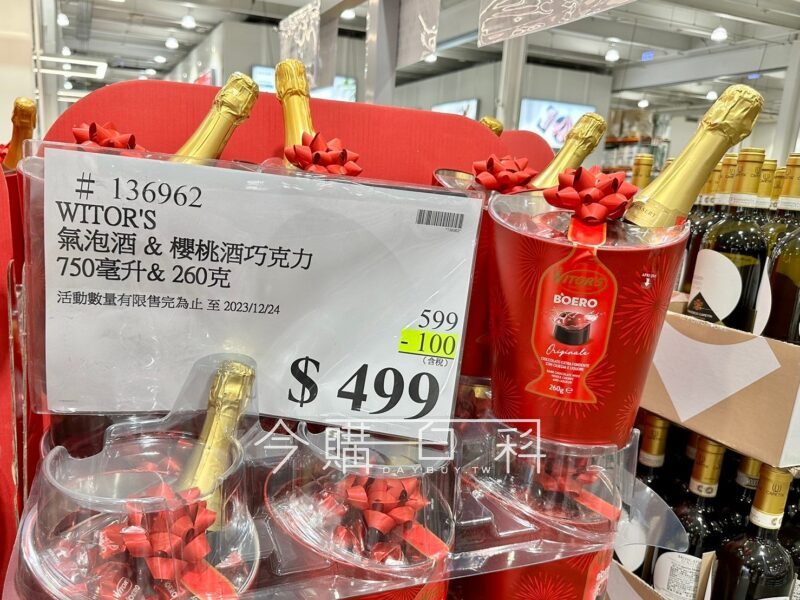 # 136962
WITOR'S
氣泡酒 & 櫻桃酒巧克力
750毫升& 260克
活動數量有限售完為止 至 2023/12/24
599
- 100
(含稅)
$ 499
WITOR'S
BOERO
Originale
260g e
今購百科
DAYBUY.TW